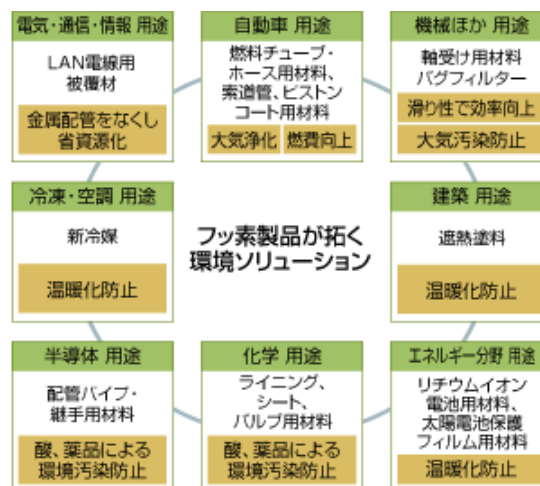 電気・通信・情報 用途
LAN電線用
被覆材
金属配管をなくし
省資源化
自動車 用途
燃料チューブ・
ホース用材料、
索道管、ピストン
コート用材料
大気浄化
燃費向上
機械ほか 用途
軸受け用材料
バグフィルター
滑り性で効率向上
大気汚染防止
冷凍・空調 用途
新冷媒
温暖化防止
フッ素製品が拓く
環境ソリューション
建築 用途
遮熱塗料
温暖化防止
半導体 用途
配管パイプ・
継手用材料
酸、薬品による
環境汚染防止
化学 用途
ライニング、
シート、
バルブ用材料
酸、薬品による
環境汚染防止
エネルギー分野 用途
リチウムイオン
電池用材料、
太陽電池保護
フィルム用材料
温暖化防止